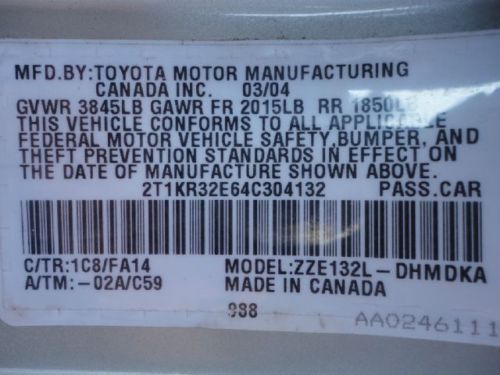 MFD.BY:TOYOTA MOTOR MANUFACTURING
CANADA INC. 03/04
GVWR 3845LB GAWR FR 2015LB RR 1850LB
THIS VEHICLE CONFORMS TO ALL APPLICABLE
FEDERAL MOTOR VEHICLE SAFETY,BUMPER, AND
THEFT PREVENTION STANDARDS IN EFFECT ON
THE DATE OF MANUFACTURE SHOWN ABOVE.
2T1KR32E64C304132 PASS.CAR
C/TR:1C8/FA14 MODEL:ZZE132L-DHMDKA
A/TM:-02A/C59 MADE IN CANADA
988
AA0246111